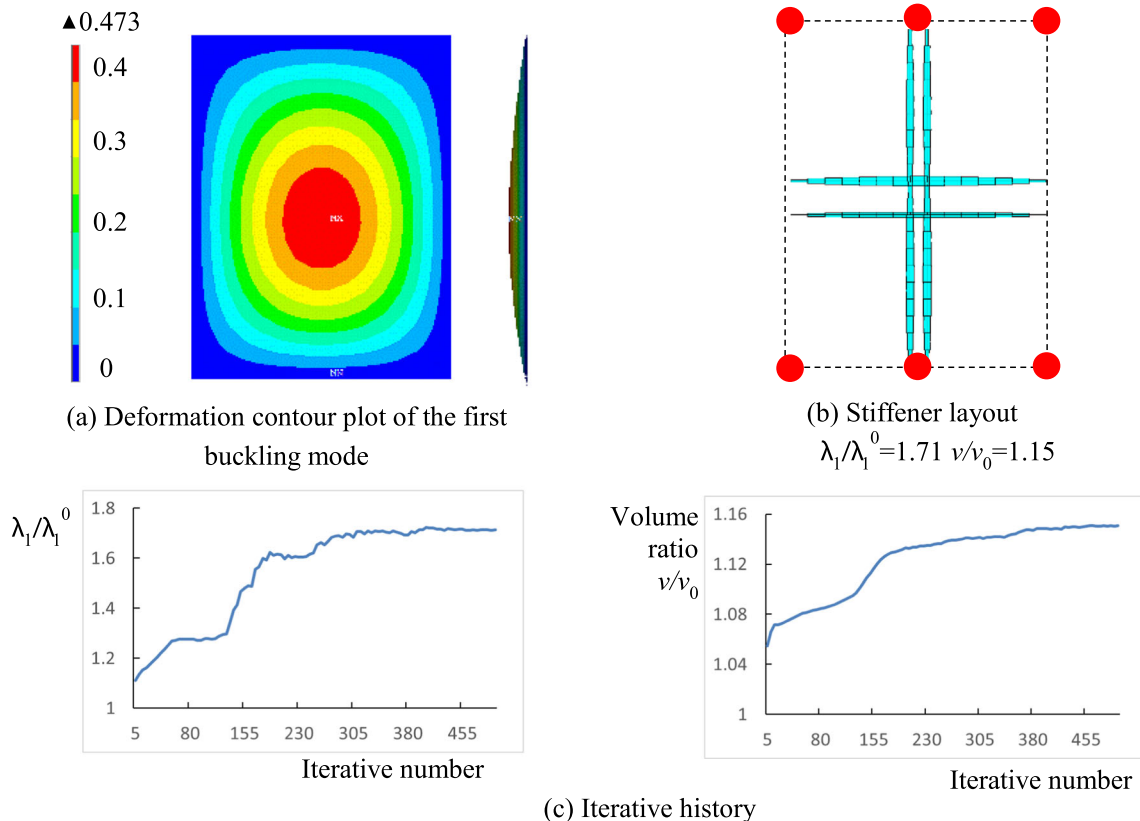 ▲0.473
0.4
0.3
0.2
0.1
0
MX
(a) Deformation contour plot of the first
buckling mode
(b) Stiffener layout
λ₁/λ₁⁰=1.71 v/v₀=1.15
λ₁/λ₁⁰
1.8
1.6
1.4
1.2
1
5 80 155 230 305 380 455
Iterative number
Volume
ratio
v/v₀
1.16
1.12
1.08
1.04
1
5 80 155 230 305 380 455
Iterative number
(c) Iterative history